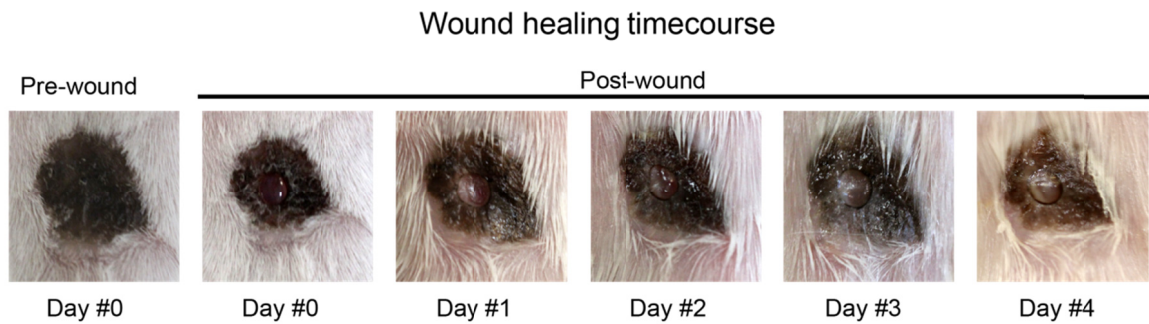 Wound healing timecourse
Pre-wound
Post-wound
Day #0
Day #0
Day #1
Day #2
Day #3
Day #4